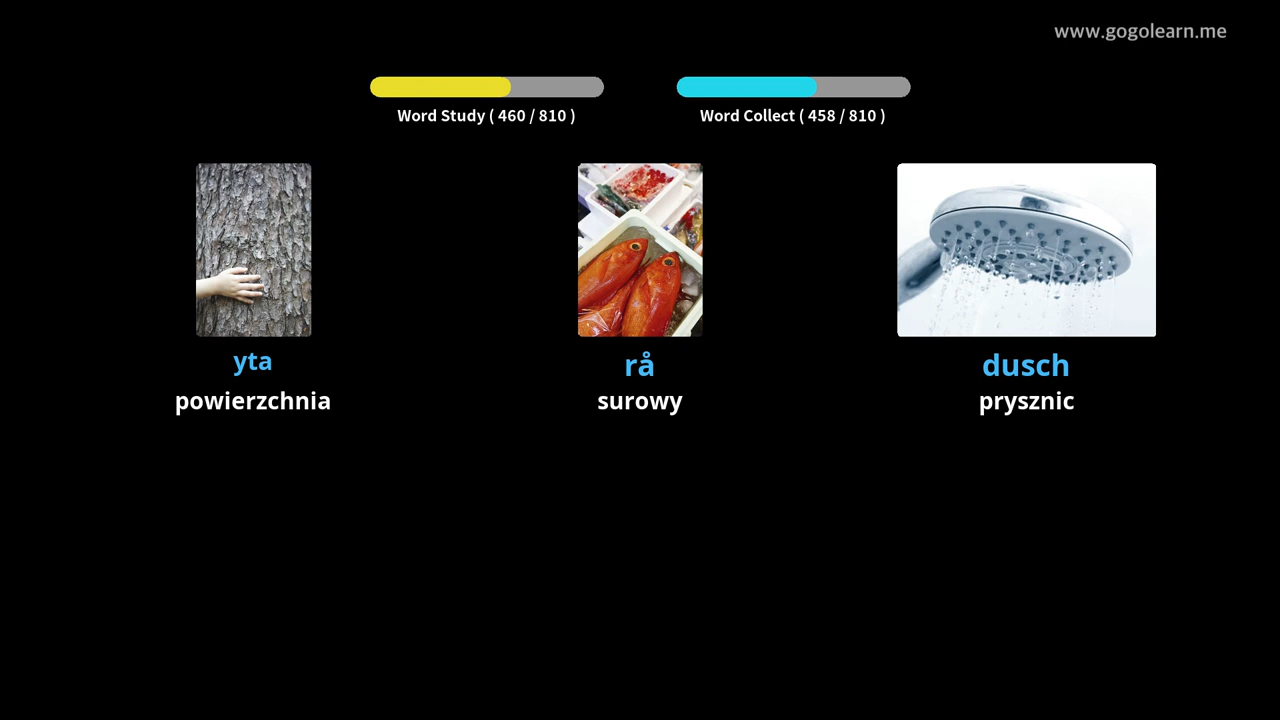 www.gogolearn.me
Word Study ( 460 / 810 )
Word Collect ( 458 / 810 )
yta
powierzchnia
rå
surowy
dusch
prysznic